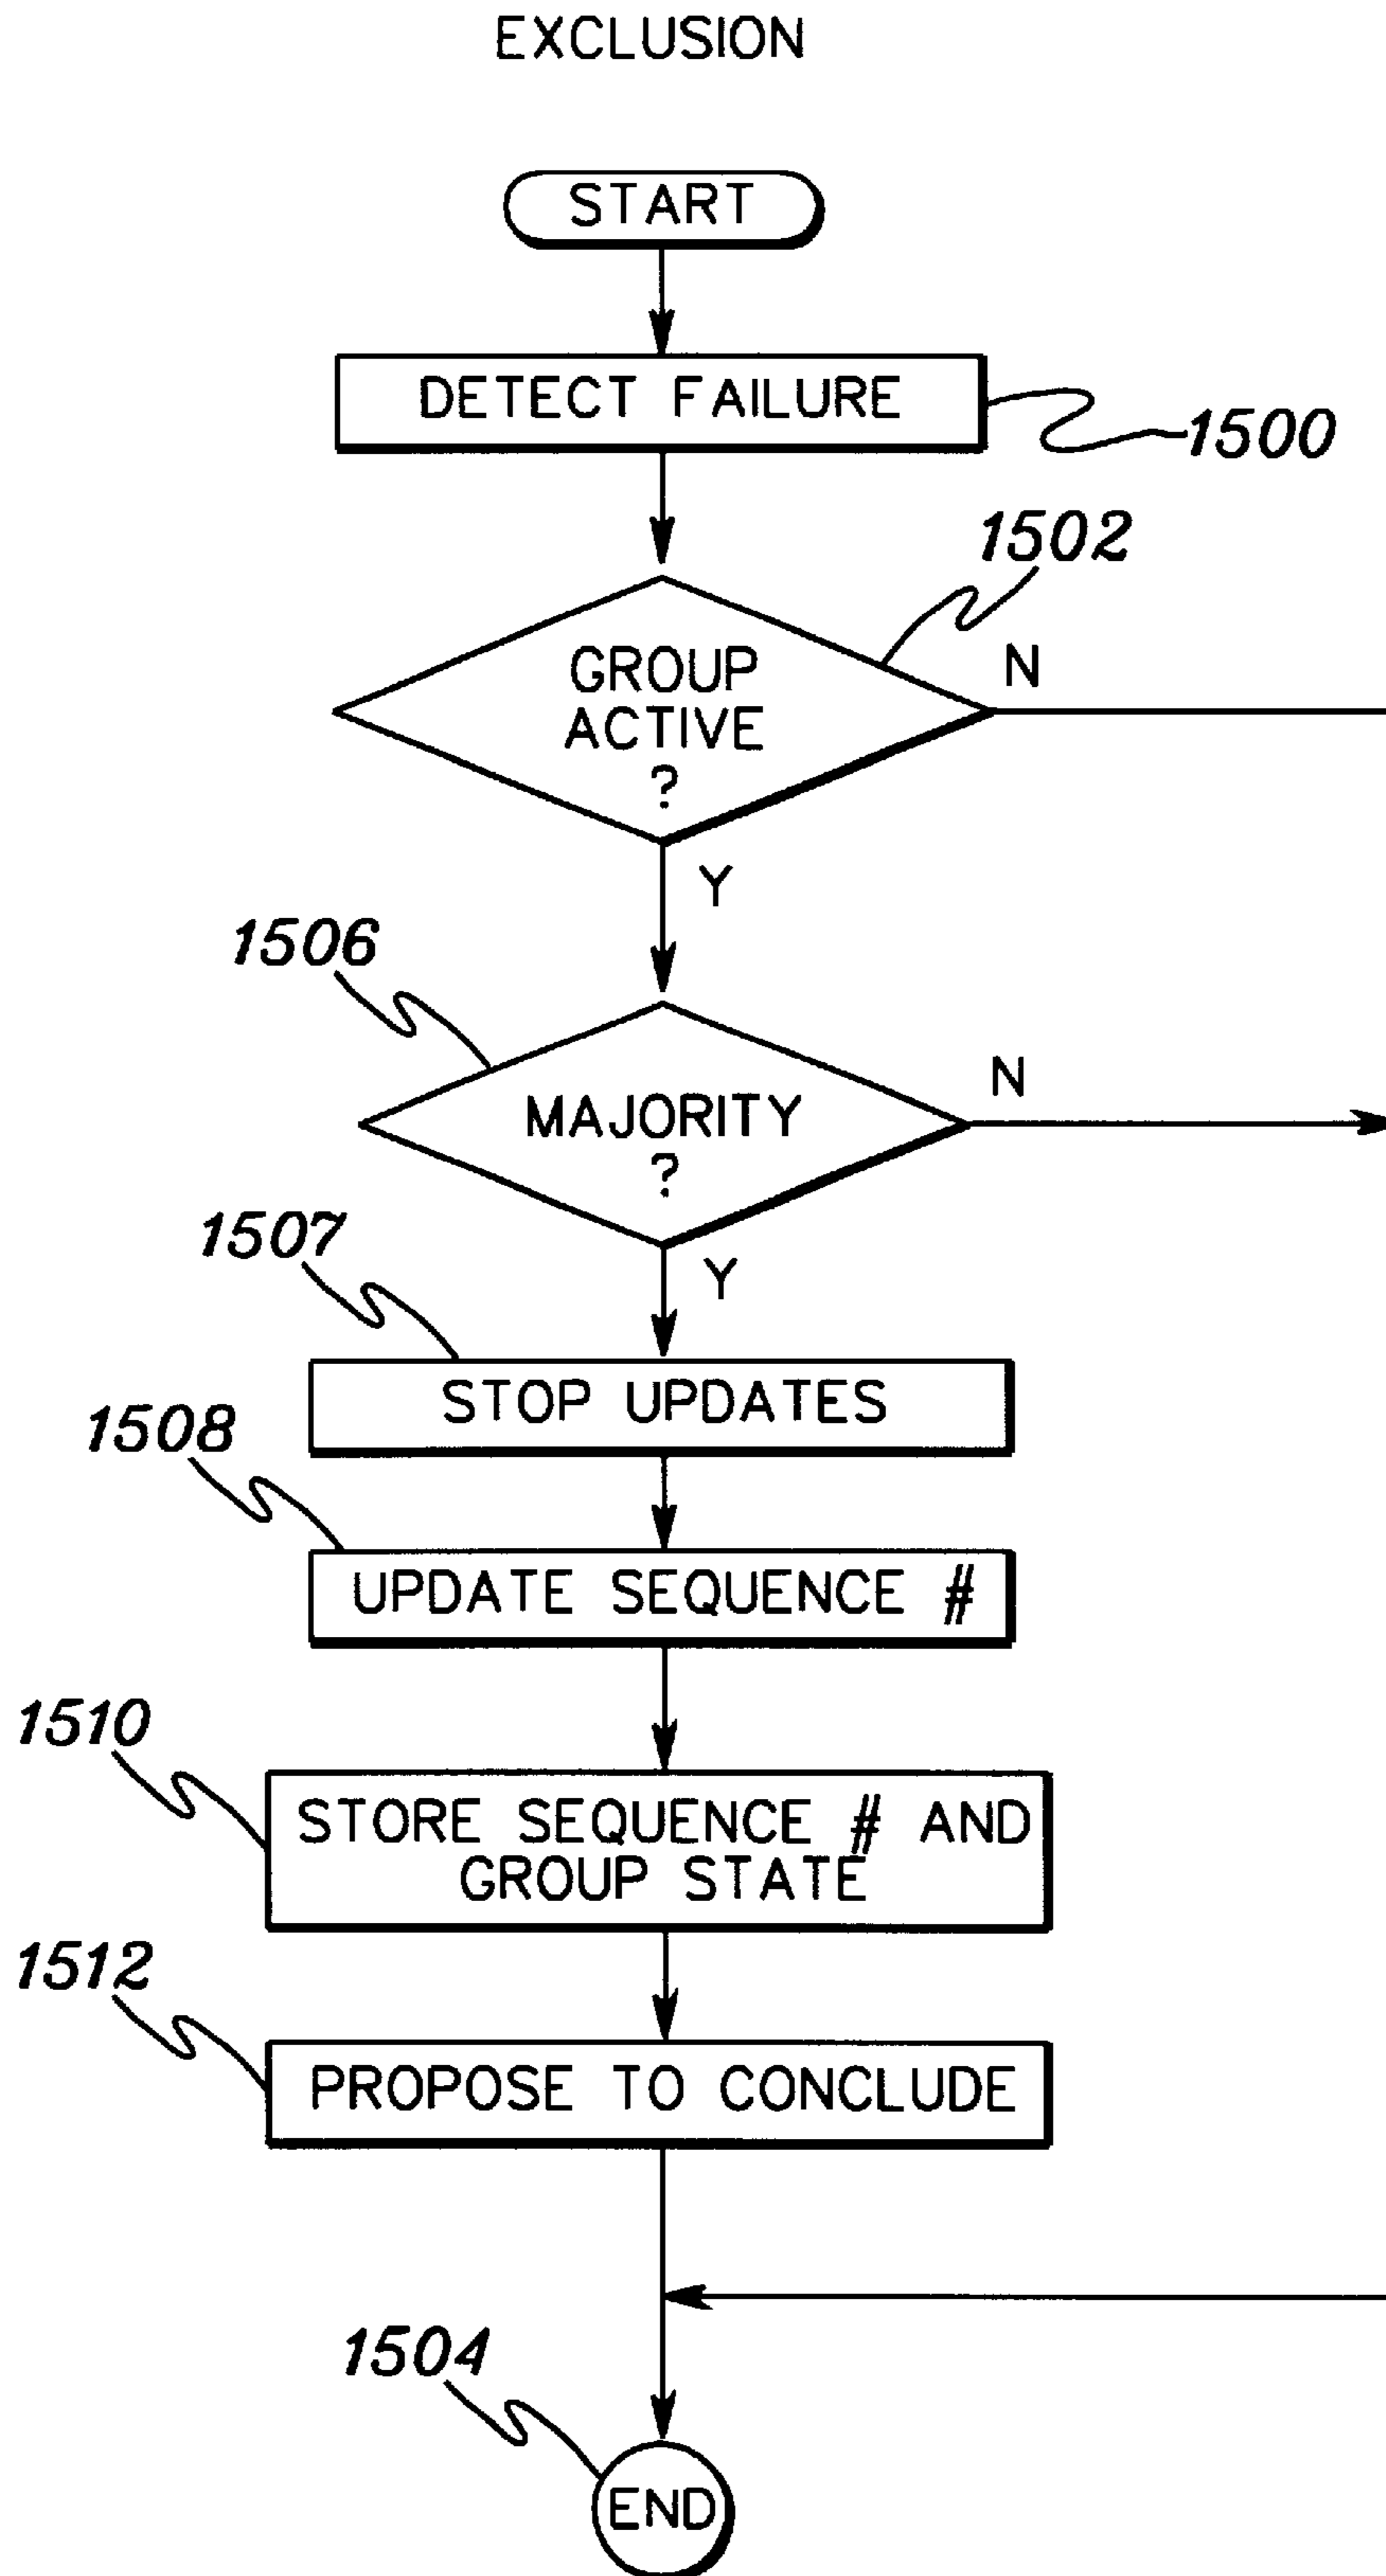 EXCLUSION
START
DETECT FAILURE
1500
1502
GROUP
ACTIVE
?
N
Y
1506
MAJORITY
?
N
1507
Y
STOP UPDATES
1508
UPDATE SEQUENCE #
1510
STORE SEQUENCE # AND
GROUP STATE
1512
PROPOSE TO CONCLUDE
1504
END